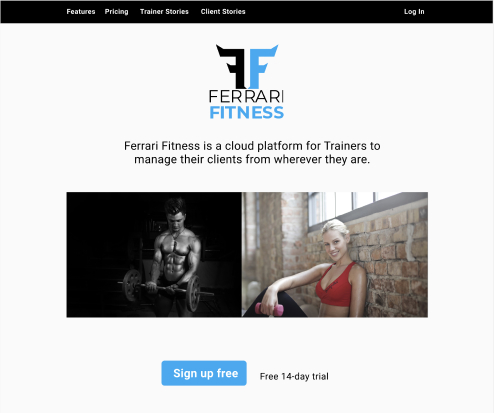 Features Pricing Trainer Stories Client Stories Log In
FF
FERRARI
FITNESS
Ferrari Fitness is a cloud platform for Trainers to
manage their clients from wherever they are.
Sign up free Free 14-day trial